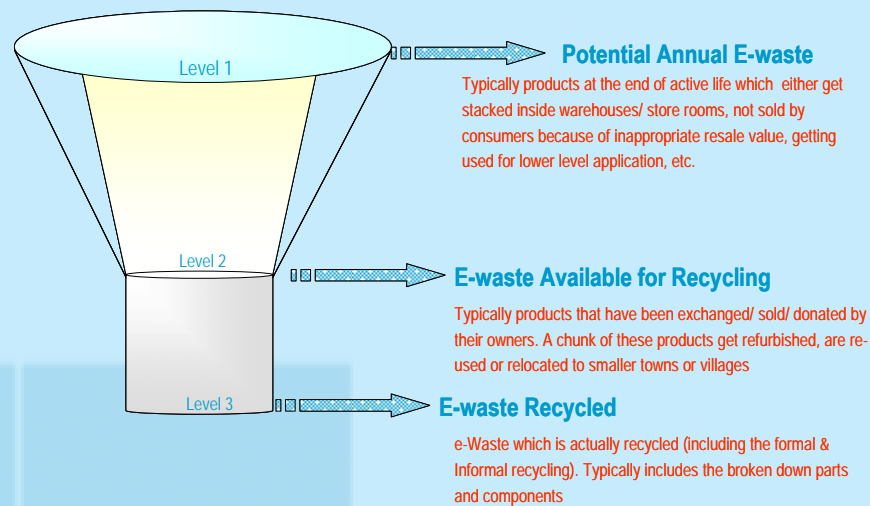 Level 1
Potential Annual E-waste
Typically products at the end of active life which either get
stacked inside warehouses/ store rooms, not sold by
consumers because of inappropriate resale value, getting
used for lower level application, etc.
Level 2
E-waste Available for Recycling
Typically products that have been exchanged/ sold/ donated by
their owners. A chunk of these products get refurbished, are re-
used or relocated to smaller towns or villages
Level 3
E-waste Recycled
e-Waste which is actually recycled (including the formal &
Informal recycling). Typically includes the broken down parts
and components